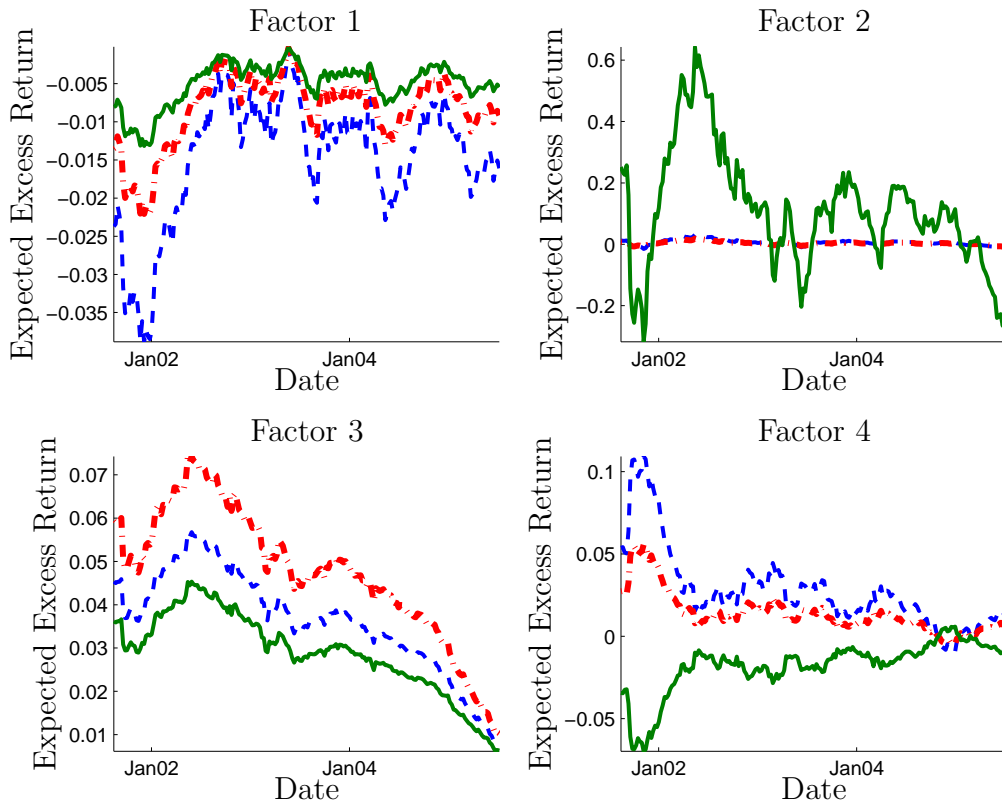 Factor 1
Expected Excess Return
-0.005
-0.01
-0.015
-0.02
-0.025
-0.03
-0.035
Jan02
Jan04
Date
Factor 2
Expected Excess Return
0.6
0.4
0.2
0
-0.2
Jan02
Jan04
Date
Factor 3
Expected Excess Return
0.07
0.06
0.05
0.04
0.03
0.02
0.01
Jan02
Jan04
Date
Factor 4
Expected Excess Return
0.1
0.05
0
-0.05
Jan02
Jan04
Date